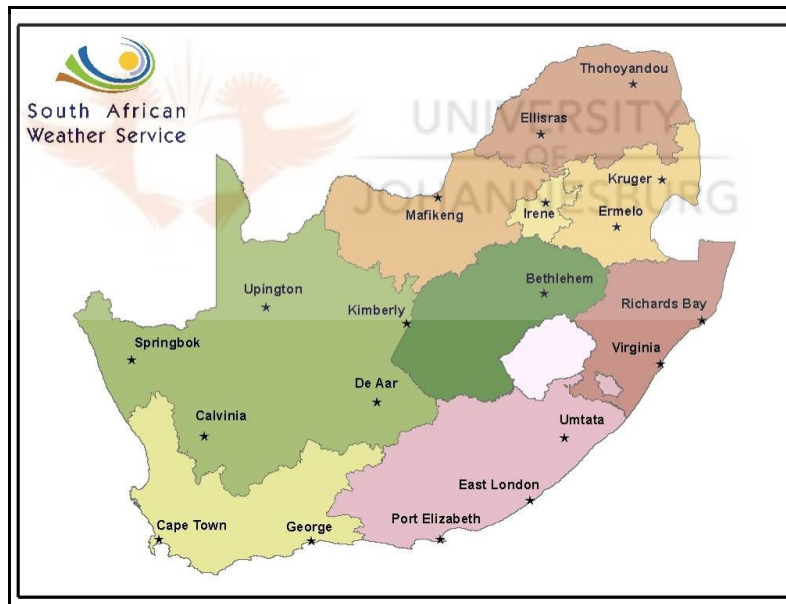 South African
Weather Service
UNIVERSITY
OF
JOHANNESBURG
Thohoyandou
Ellisras
Kruger
Mafikeng
Irene
Ermelo
Upington
Bethlehem
Kimberly
Richards Bay
Springbok
Virginia
De Aar
Calvinia
Umtata
East London
Cape Town
George
Port Elizabeth